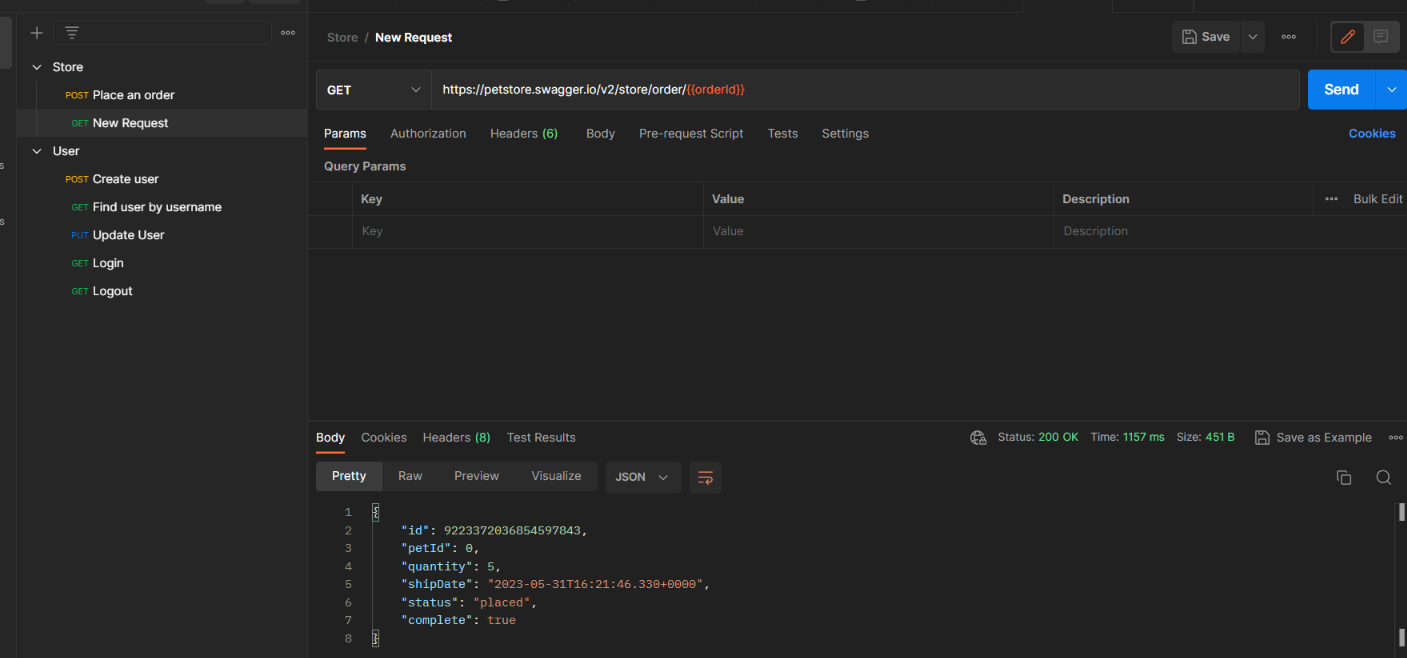 Store
POST Place an order
GET New Request
User
POST Create user
GET Find user by username
PUT Update User
GET Login
GET Logout
s
s
Store / New Request
Save
GET https://petstore.swagger.io/v2/store/order/{{orderId}} Send
Params Authorization Headers (6) Body Pre-request Script Tests Settings Cookies
Query Params
Key Value Description Bulk Edit
Key Value Description
Body Cookies Headers (8) Test Results Status: 200 OK Time: 1157 ms Size: 451 B Save as Example
Pretty Raw Preview Visualize JSON
1 {
2 "id": 9223372036854597843,
3 "petId": 0,
4 "quantity": 5,
5 "shipDate": "2023-05-31T16:21:46.330+0000",
6 "status": "placed",
7 "complete": true
8 }